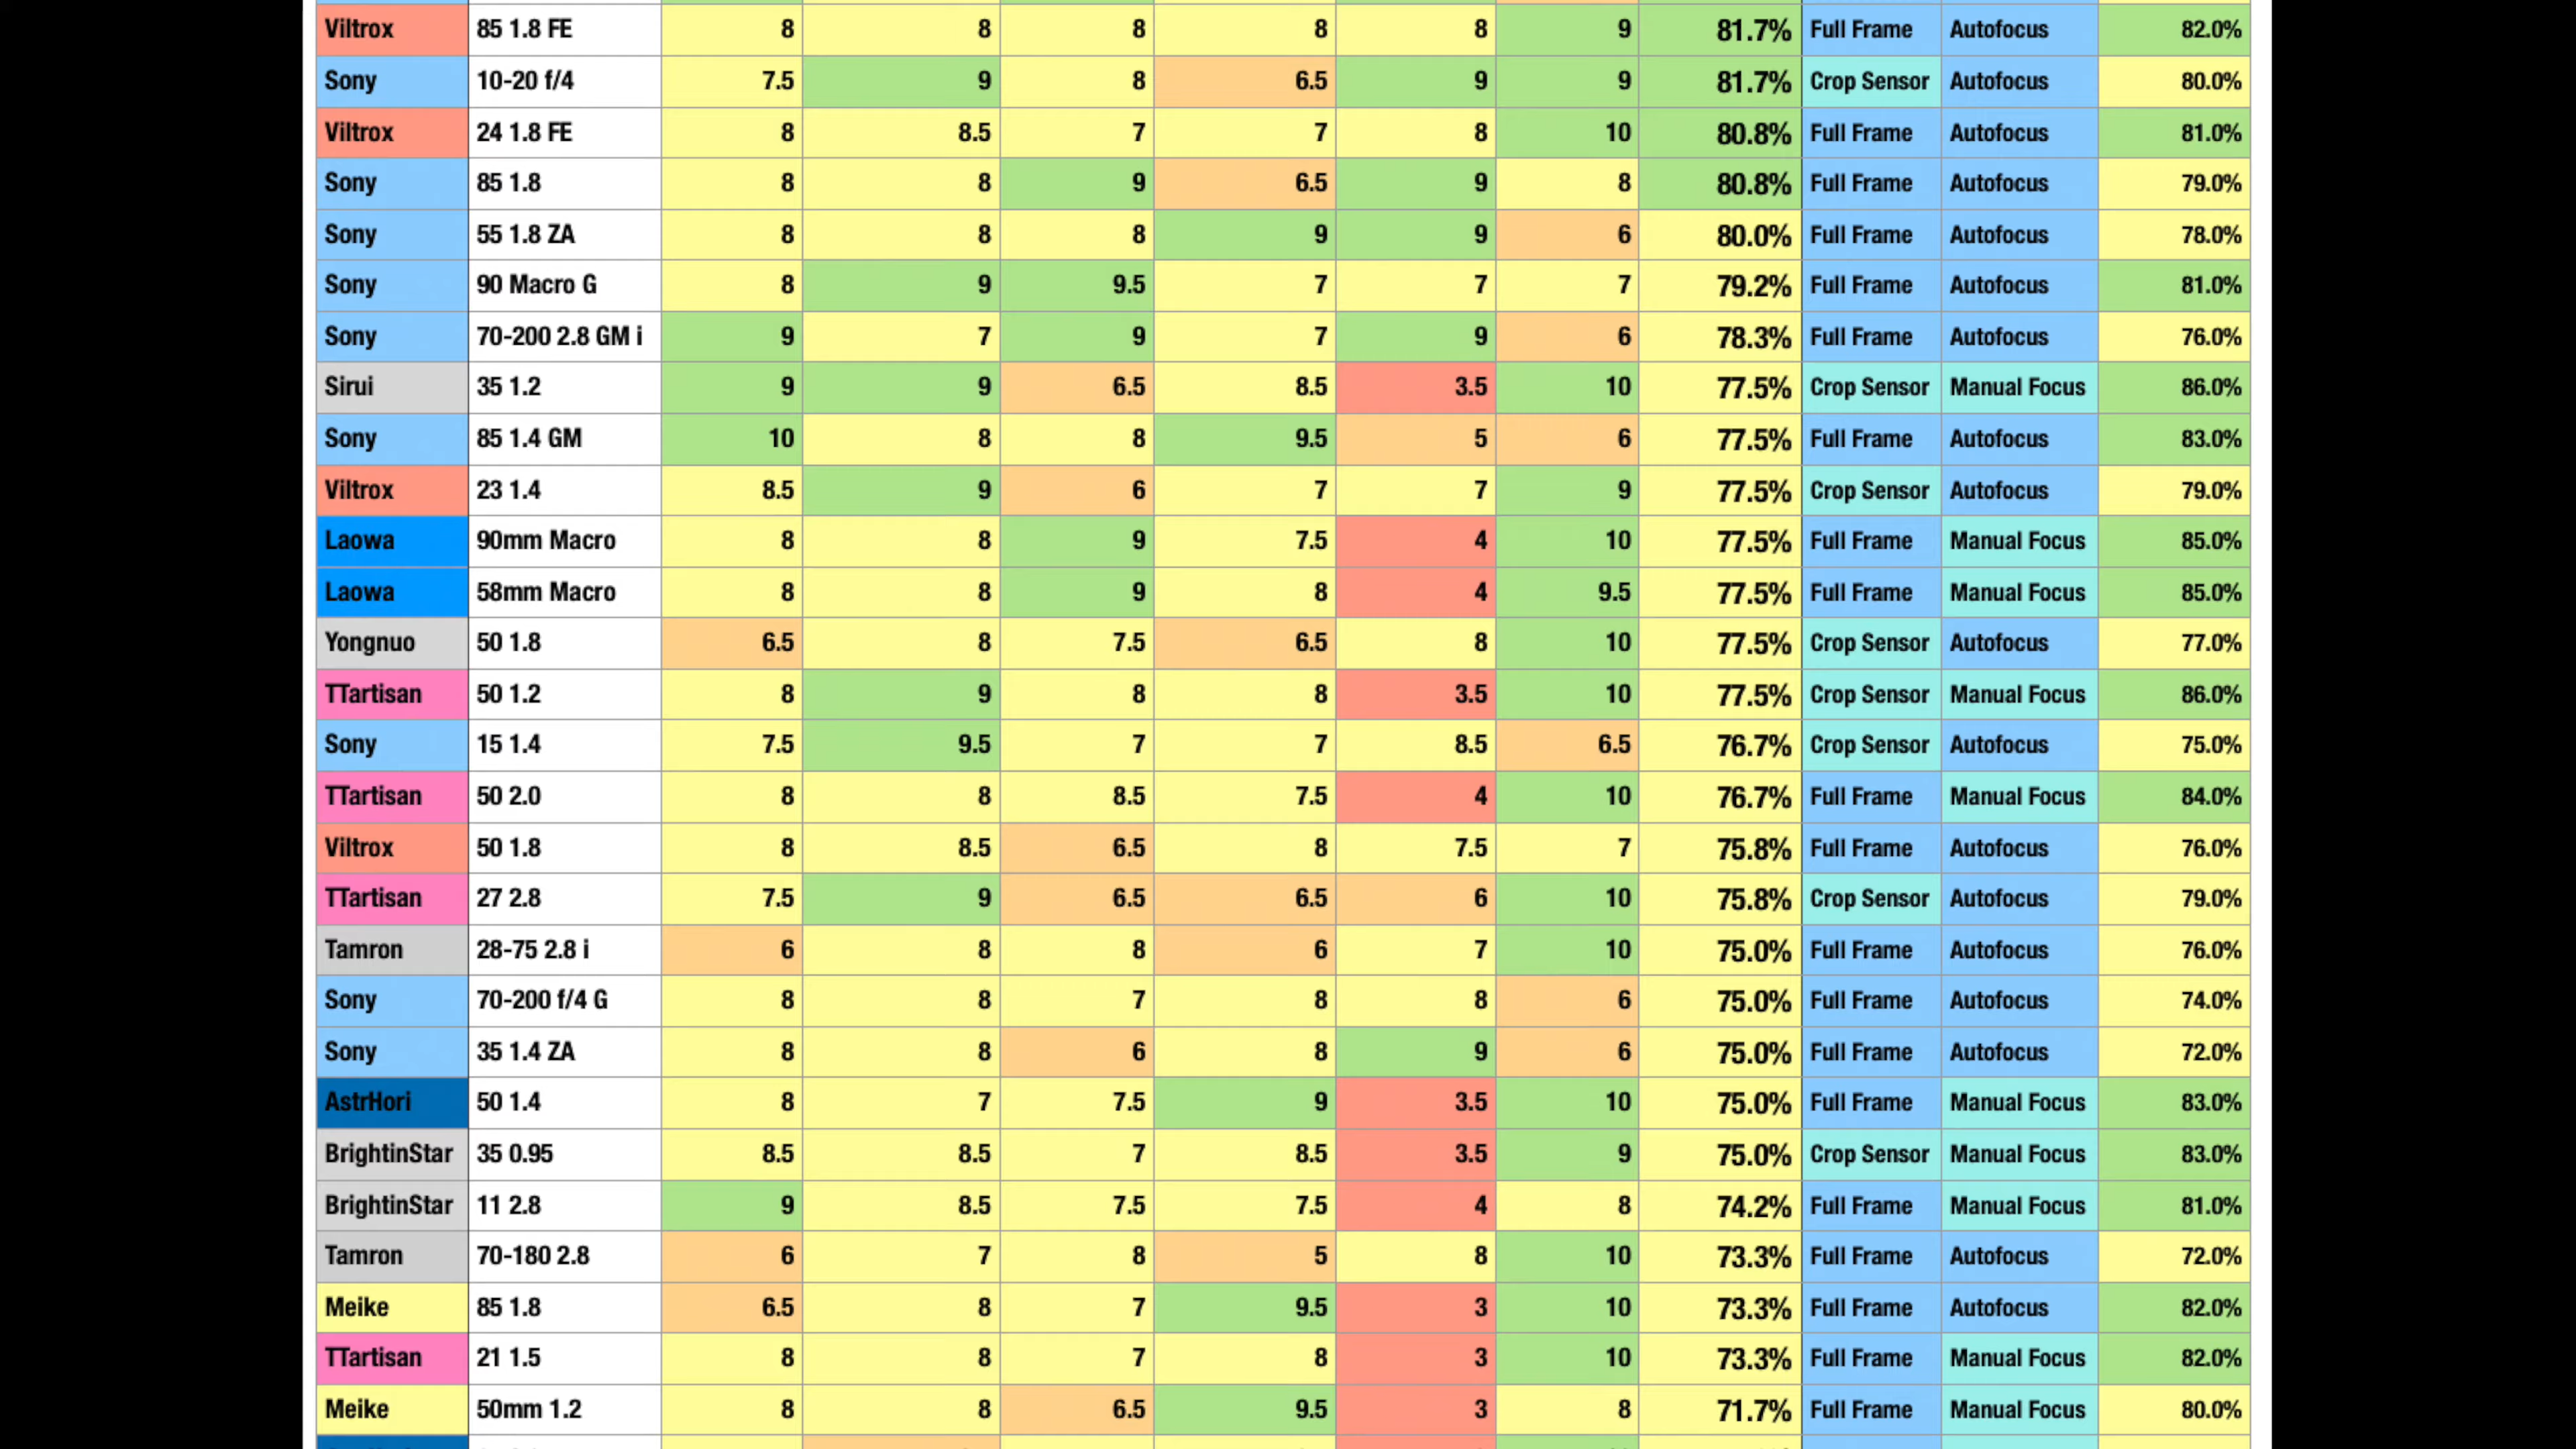 Viltrox 85 1.8 FE 8 8 8 8 8 9 81.7% Full Frame Autofocus 82.0%
Sony 10-20 f/4 7.5 9 8 6.5 9 9 81.7% Crop Sensor Autofocus 80.0%
Viltrox 24 1.8 FE 8 8.5 7 7 8 10 80.8% Full Frame Autofocus 81.0%
Sony 85 1.8 8 8 9 6.5 9 8 80.8% Full Frame Autofocus 79.0%
Sony 55 1.8 ZA 8 8 8 9 9 6 80.0% Full Frame Autofocus 78.0%
Sony 90 Macro G 8 9 9.5 7 7 7 79.2% Full Frame Autofocus 81.0%
Sony 70-200 2.8 GM i 9 7 9 7 9 6 78.3% Full Frame Autofocus 76.0%
Sirui 35 1.2 9 9 6.5 8.5 3.5 10 77.5% Crop Sensor Manual Focus 86.0%
Sony 85 1.4 GM 10 8 8 9.5 5 6 77.5% Full Frame Autofocus 83.0%
Viltrox 23 1.4 8.5 9 6 7 7 9 77.5% Crop Sensor Autofocus 79.0%
Laowa 90mm Macro 8 8 9 7.5 4 10 77.5% Full Frame Manual Focus 85.0%
Laowa 58mm Macro 8 8 9 8 4 9.5 77.5% Full Frame Manual Focus 85.0%
Yongnuo 50 1.8 6.5 8 7.5 6.5 8 10 77.5% Crop Sensor Autofocus 77.0%
TTartisan 50 1.2 8 9 8 8 3.5 10 77.5% Crop Sensor Manual Focus 86.0%
Sony 15 1.4 7.5 9.5 7 7 8.5 6.5 76.7% Crop Sensor Autofocus 75.0%
TTartisan 50 2.0 8 8 8.5 7.5 4 10 76.7% Full Frame Manual Focus 84.0%
Viltrox 50 1.8 8 8.5 6.5 8 7.5 7 75.8% Full Frame Autofocus 76.0%
TTartisan 27 2.8 7.5 9 6.5 6.5 6 10 75.8% Crop Sensor Autofocus 79.0%
Tamron 28-75 2.8 i 6 8 8 6 7 10 75.0% Full Frame Autofocus 76.0%
Sony 70-200 f/4 G 8 8 7 8 8 6 75.0% Full Frame Autofocus 74.0%
Sony 35 1.4 ZA 8 8 6 8 9 6 75.0% Full Frame Autofocus 72.0%
AstrHori 50 1.4 8 7 7.5 9 3.5 10 75.0% Full Frame Manual Focus 83.0%
BrightinStar 35 0.95 8.5 8.5 7 8.5 3.5 9 75.0% Crop Sensor Manual Focus 83.0%
BrightinStar 11 2.8 9 8.5 7.5 7.5 4 8 74.2% Full Frame Manual Focus 81.0%
Tamron 70-180 2.8 6 7 8 5 8 10 73.3% Full Frame Autofocus 72.0%
Meike 85 1.8 6.5 8 7 9.5 3 10 73.3% Full Frame Autofocus 82.0%
TTartisan 21 1.5 8 8 7 8 3 10 73.3% Full Frame Manual Focus 82.0%
Meike 50mm 1.2 8 8 6.5 9.5 3 8 71.7% Full Frame Manual Focus 80.0%